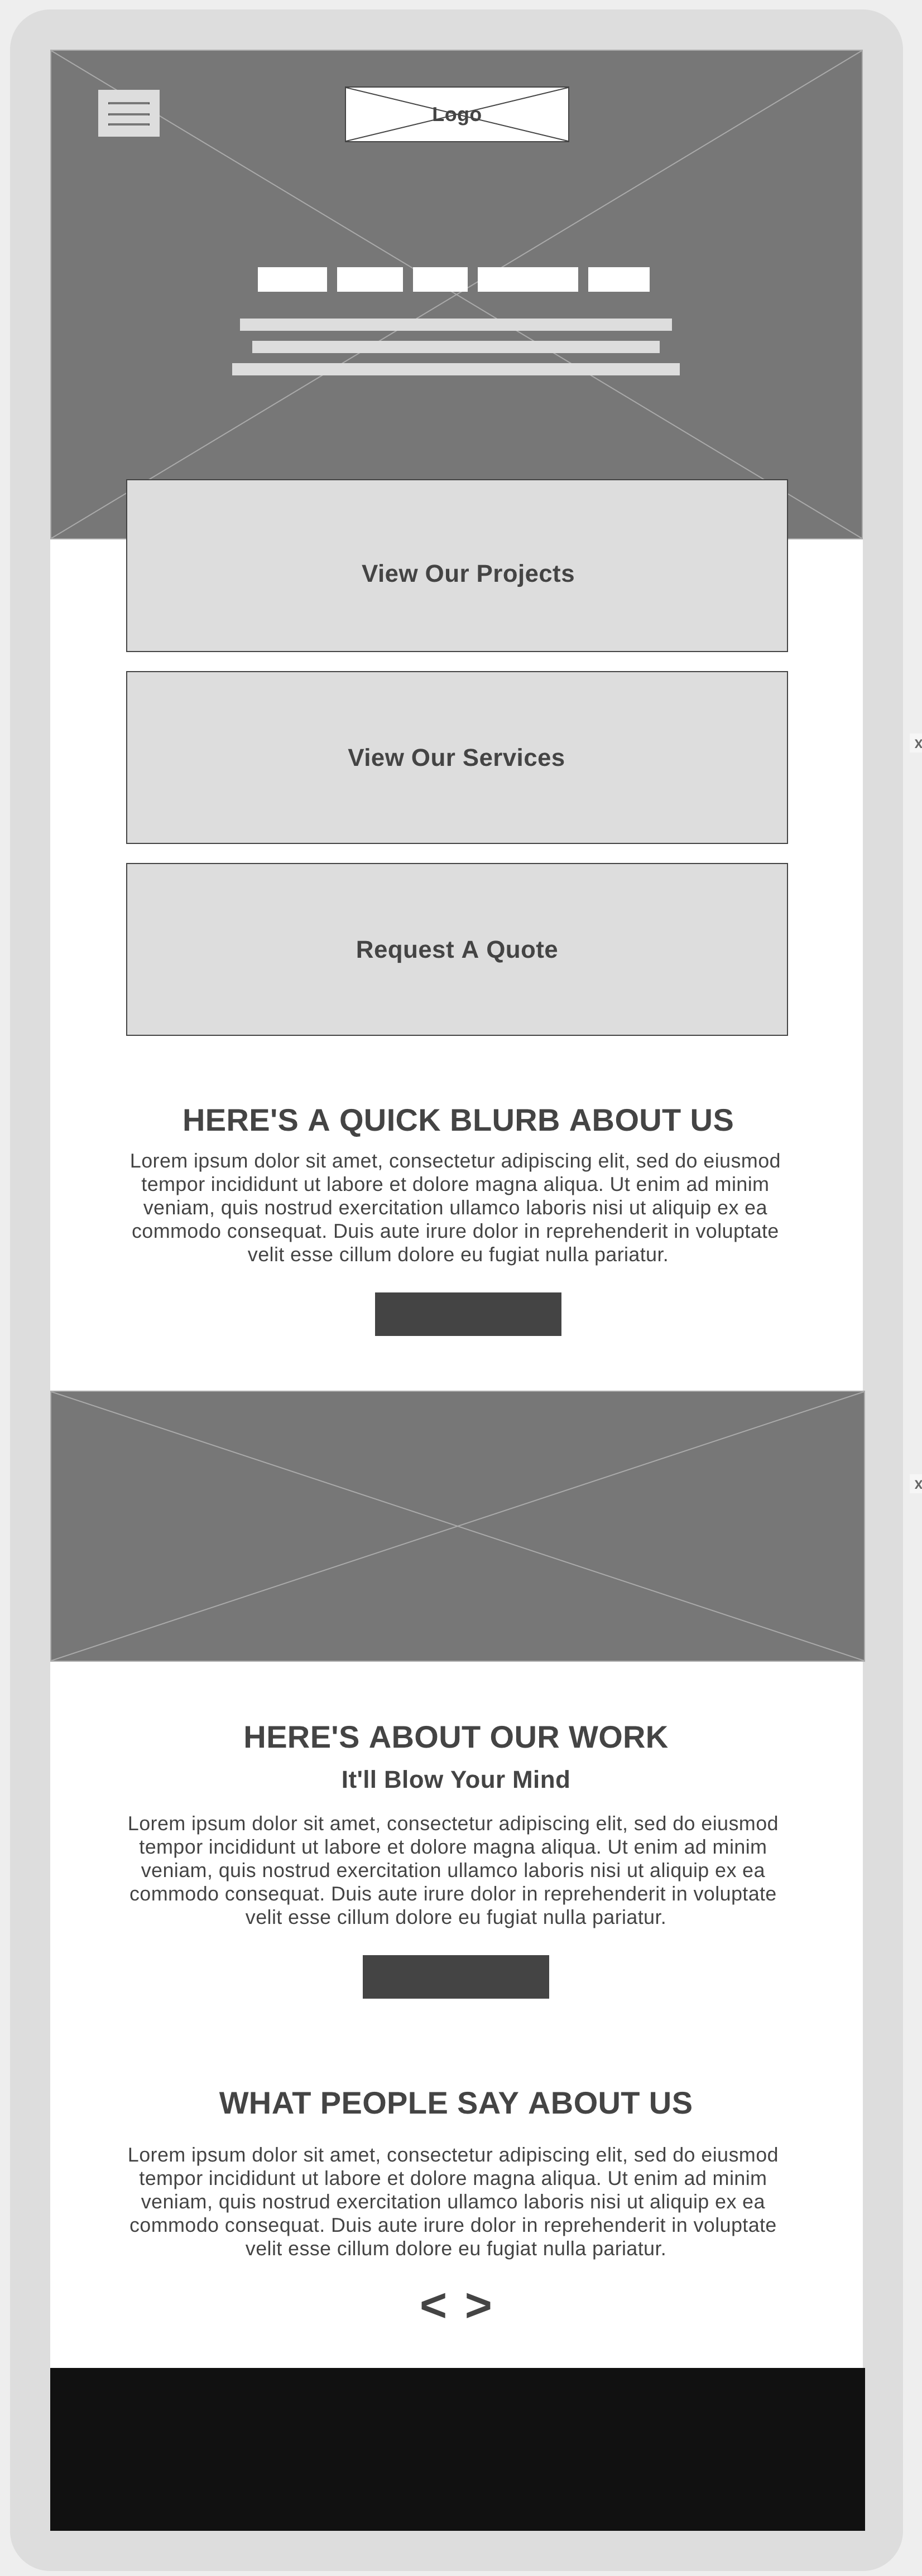 Logo
View Our Projects
View Our Services
x
Request A Quote
HERE'S A QUICK BLURB ABOUT US
Lorem ipsum dolor sit amet, consectetur adipiscing elit, sed do eiusmod
tempor incididunt ut labore et dolore magna aliqua. Ut enim ad minim
veniam, quis nostrud exercitation ullamco laboris nisi ut aliquip ex ea
commodo consequat. Duis aute irure dolor in reprehenderit in voluptate
velit esse cillum dolore eu fugiat nulla pariatur.
x
HERE'S ABOUT OUR WORK
It'll Blow Your Mind
Lorem ipsum dolor sit amet, consectetur adipiscing elit, sed do eiusmod
tempor incididunt ut labore et dolore magna aliqua. Ut enim ad minim
veniam, quis nostrud exercitation ullamco laboris nisi ut aliquip ex ea
commodo consequat. Duis aute irure dolor in reprehenderit in voluptate
velit esse cillum dolore eu fugiat nulla pariatur.
WHAT PEOPLE SAY ABOUT US
Lorem ipsum dolor sit amet, consectetur adipiscing elit, sed do eiusmod
tempor incididunt ut labore et dolore magna aliqua. Ut enim ad minim
veniam, quis nostrud exercitation ullamco laboris nisi ut aliquip ex ea
commodo consequat. Duis aute irure dolor in reprehenderit in voluptate
velit esse cillum dolore eu fugiat nulla pariatur.
< >